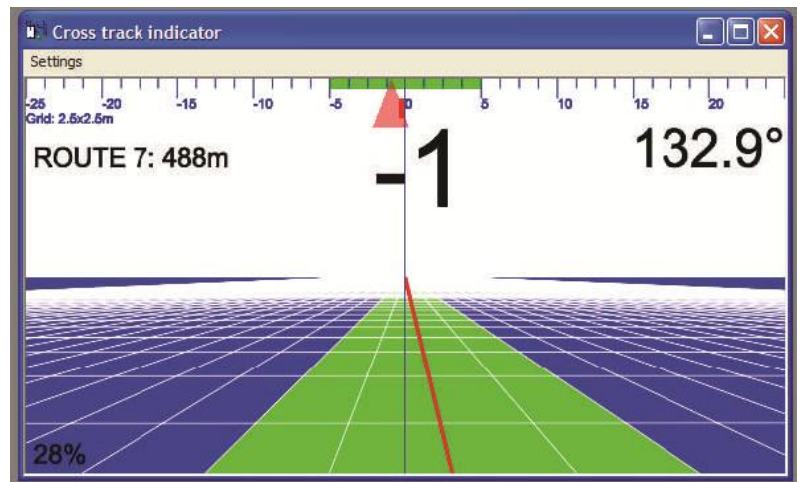 Cross track indicator
Settings
-25 -20 -15 -10 -5 0 5 10 15 20
Grid: 2.5x2.5m
ROUTE 7: 488m
-1
132.9°
28%